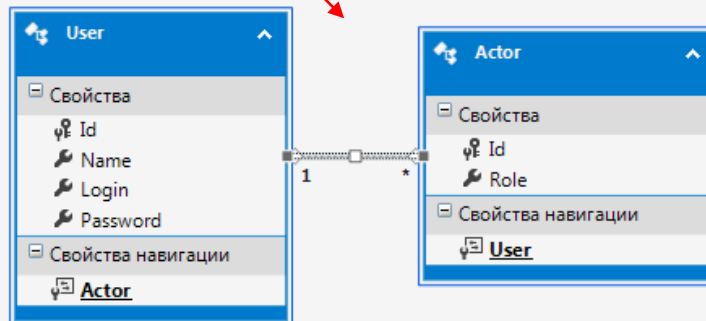 User
Свойства
Id
Name
Login
Password
Свойства навигации
Actor
1
*
Actor
Свойства
Id
Role
Свойства навигации
User